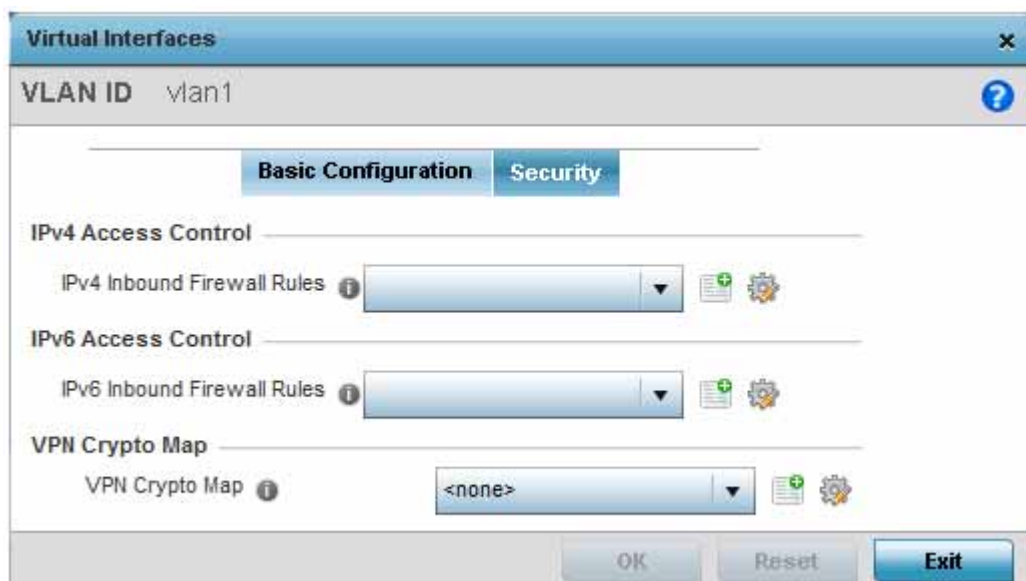 Virtual Interfaces
VLAN ID vlan1
Basic Configuration Security
IPv4 Access Control
IPv4 Inbound Firewall Rules
IPv6 Access Control
IPv6 Inbound Firewall Rules
VPN Crypto Map
VPN Crypto Map <none>
OK Reset Exit